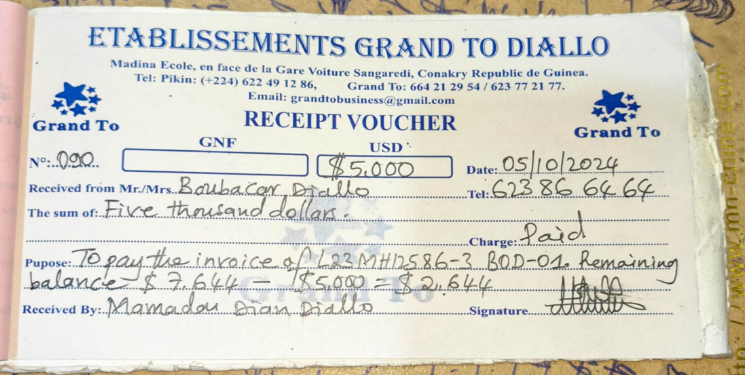 ETABLISSEMENTS GRAND TO DIALLO
Madina Ecole, en face de la Gare Voiture Sangaredi, Conakry Republic de Guinea.
Tel: Pikin: (+224) 622 49 12 86, Grand To: 664 21 29 54 / 623 77 21 77.
Email: grandtobusiness@gmail.com
Grand To
RECEIPT VOUCHER
Grand To
GNF USD
N°: 090 $5.000 Date: 05/10/2024
Received from Mr./Mrs. Boubacar Diallo Tel: 623 86 64 64
The sum of: Five thousand dollars.
Charge: Paid
Pupose: To pay the invoice of L23MH12586-3 BOD-01. Remaining
balance $7.644 - $5.000 = $2.644
Grand To
Received By: Mamadou Dian Diallo Signature